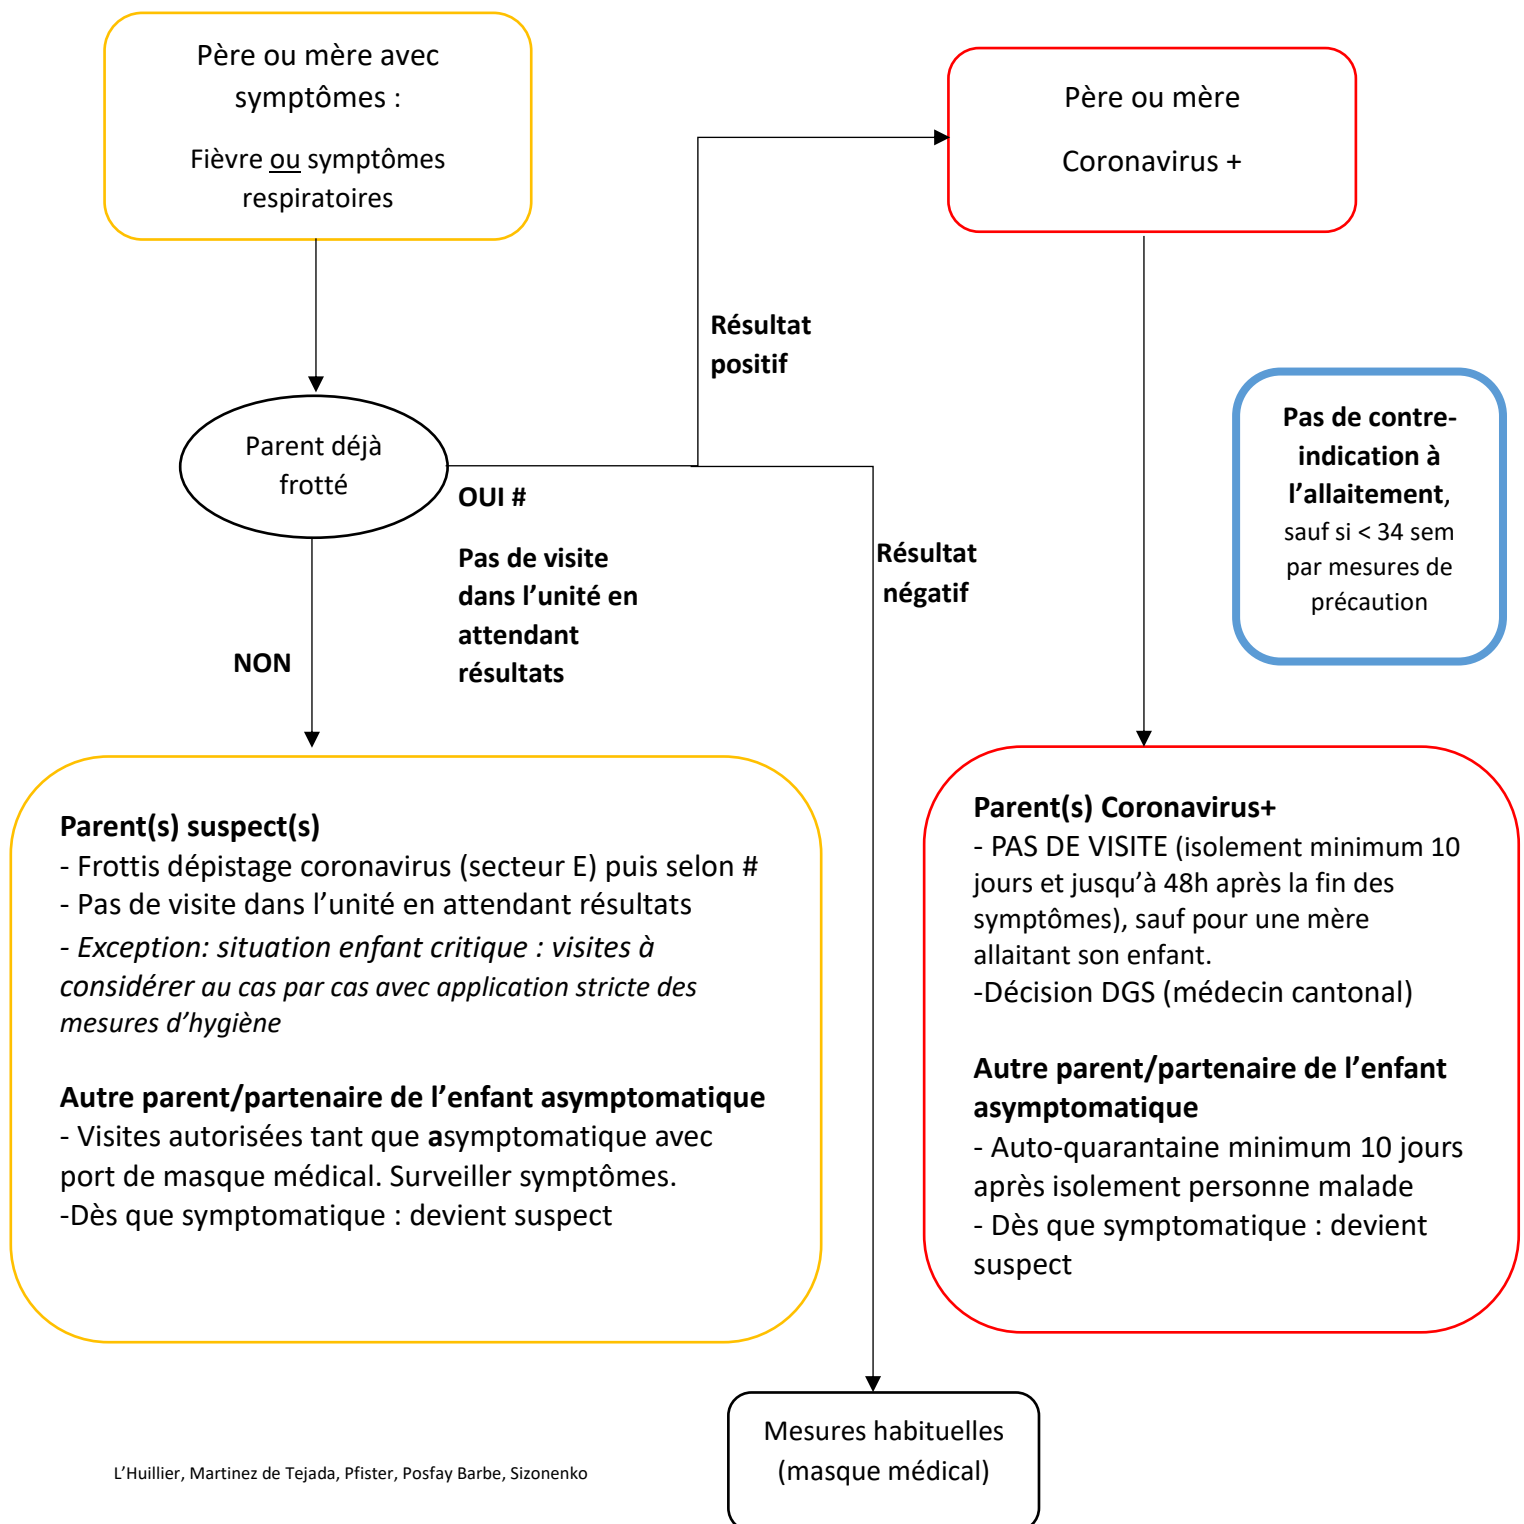 Père ou mère avec
symptômes :
Fièvre ou symptômes
respiratoires
Père ou mère
Coronavirus +
Résultat
positif
Parent déjà
frotté
OUI #
Pas de visite
dans l’unité en
attendant
résultats
Résultat
négatif
NON
Pas de contre-
indication à
l’allaitement,
sauf si < 34 sem
par mesures de
précaution
Parent(s) suspect(s)
- Frottis dépistage coronavirus (secteur E) puis selon #
- Pas de visite dans l’unité en attendant résultats
- Exception: situation enfant critique : visites à
considérer au cas par cas avec application stricte des
mesures d’hygiène
Autre parent/partenaire de l’enfant asymptomatique
- Visites autorisées tant que asymptomatique avec
port de masque médical. Surveiller symptômes.
-Dès que symptomatique : devient suspect
Parent(s) Coronavirus+
- PAS DE VISITE (isolement minimum 10
jours et jusqu’à 48h après la fin des
symptômes), sauf pour une mère
allaitant son enfant.
-Décision DGS (médecin cantonal)
Autre parent/partenaire de l’enfant
asymptomatique
- Auto-quarantaine minimum 10 jours
après isolement personne malade
- Dès que symptomatique : devient
suspect
Mesures habituelles
(masque médical)
L’Huillier, Martinez de Tejada, Pfister, Posfay Barbe, Sizonenko